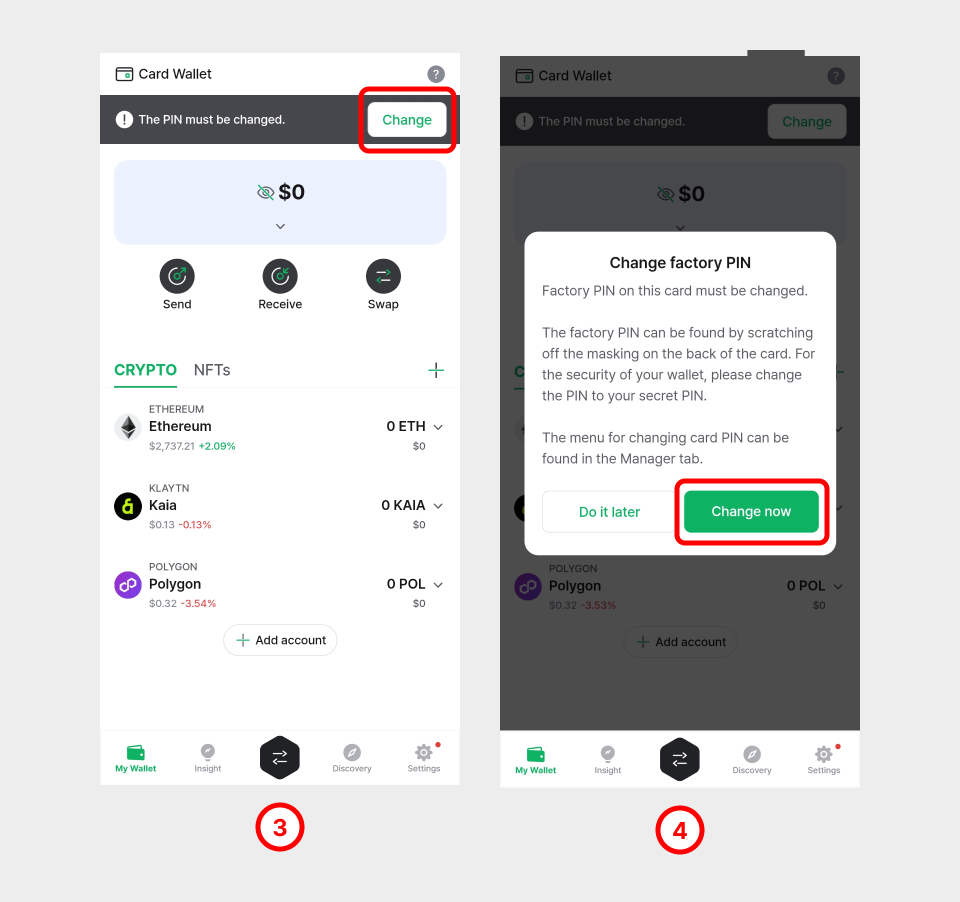 Card Wallet
?
! The PIN must be changed. Change
$0
Send Receive Swap
CRYPTO NFTs
ETHEREUM
Ethereum 0 ETH
$2,737.21 +2.09% $0
KLAYTN
Kaia 0 KAIA
$0.13 -0.13% $0
POLYGON
Polygon 0 POL
$0.32 -3.54% $0
Add account
My Wallet Insight Discovery Settings
3
Card Wallet
?
! The PIN must be changed. Change
$0
Change factory PIN
Factory PIN on this card must be changed.
The factory PIN can be found by scratching
off the masking on the back of the card. For
the security of your wallet, please change
the PIN to your secret PIN.
The menu for changing card PIN can be
found in the Manager tab.
Do it later Change now
POLYGON
Polygon 0 POL
$0.32 -3.53% $0
Add account
My Wallet Insight Discovery Settings
4